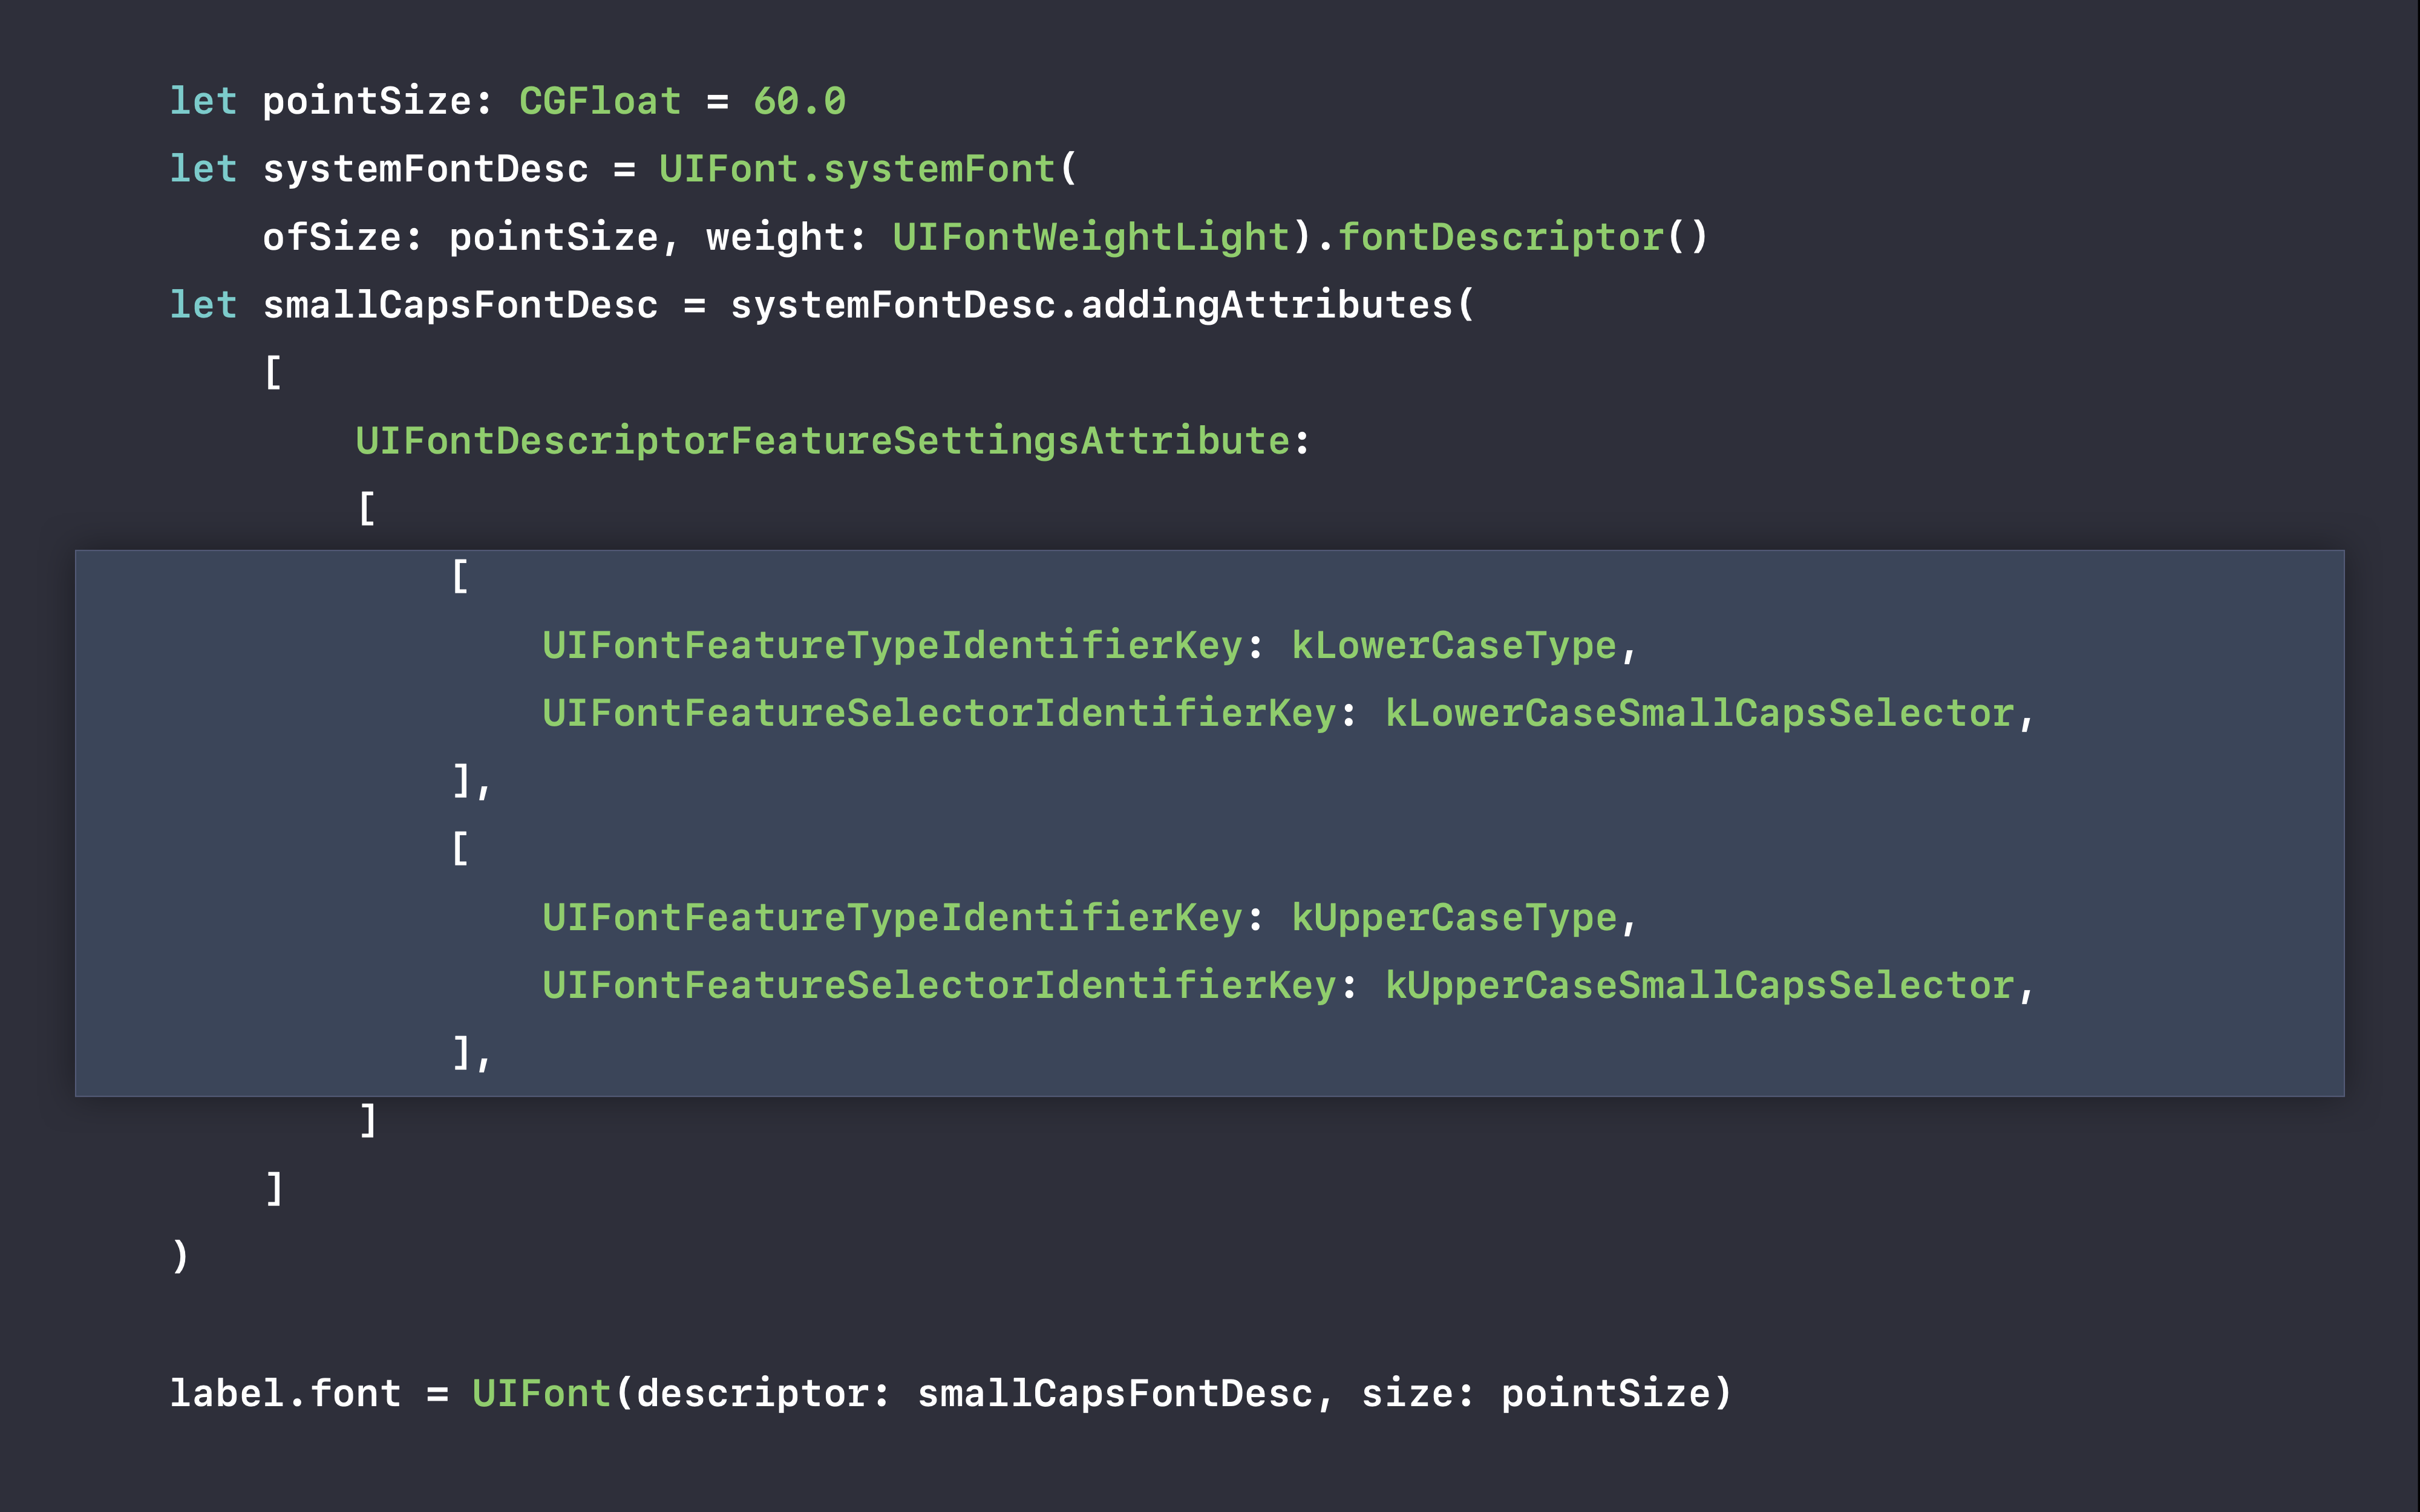 let pointSize: CGFloat = 60.0
let systemFontDesc = UIFont.systemFont(
    ofSize: pointSize, weight: UIFontWeightLight).fontDescriptor()
let smallCapsFontDesc = systemFontDesc.addingAttributes(
    [
        UIFontDescriptorFeatureSettingsAttribute:
        [
            [
                UIFontFeatureTypeIdentifierKey: kLowerCaseType,
                UIFontFeatureSelectorIdentifierKey: kLowerCaseSmallCapsSelector,
            ],
            [
                UIFontFeatureTypeIdentifierKey: kUpperCaseType,
                UIFontFeatureSelectorIdentifierKey: kUpperCaseSmallCapsSelector,
            ],
        ]
    ]
)

label.font = UIFont(descriptor: smallCapsFontDesc, size: pointSize)